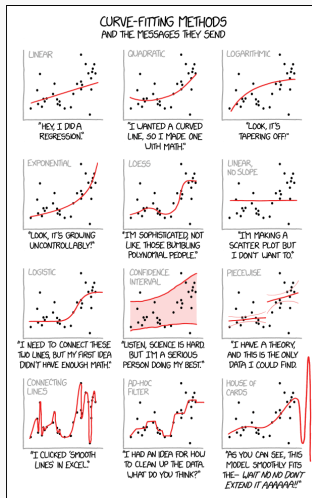 CURVE-FITTING METHODS
AND THE MESSAGES THEY SEND
LINEAR
"HEY, I DID A
REGRESSION."
QUADRATIC
"I WANTED A CURVED
LINE, SO I MADE ONE
WITH MATH."
LOGARITHMIC
"LOOK, IT'S
TAPERING OFF!"
EXPONENTIAL
"LOOK, IT'S GROWING
UNCONTROLLABLY!"
LOESS
"I'M SOPHISTICATED, NOT
LIKE THOSE BUMBLING
POLYNOMIAL PEOPLE."
LINEAR,
NO SLOPE
"I'M MAKING A
SCATTER PLOT BUT
I DON'T WANT TO."
LOGISTIC
"I NEED TO CONNECT THESE
TWO LINES, BUT MY FIRST IDEA
DIDN'T HAVE ENOUGH MATH."
CONFIDENCE
INTERVAL
"LISTEN, SCIENCE IS HARD.
BUT I'M A SERIOUS
PERSON DOING MY BEST."
PIECEWISE
"I HAVE A THEORY,
AND THIS IS THE ONLY
DATA I COULD FIND."
CONNECTING
LINES
"I CLICKED 'SMOOTH
LINES' IN EXCEL."
AD-HOC
FILTER
"I HAD AN IDEA FOR HOW
TO CLEAN UP THE DATA.
WHAT DO YOU THINK?"
HOUSE OF
CARDS
"AS YOU CAN SEE, THIS
MODEL SMOOTHLY FITS
THE- WAIT NO NO DON'T
EXTEND IT AAAAAA!!"